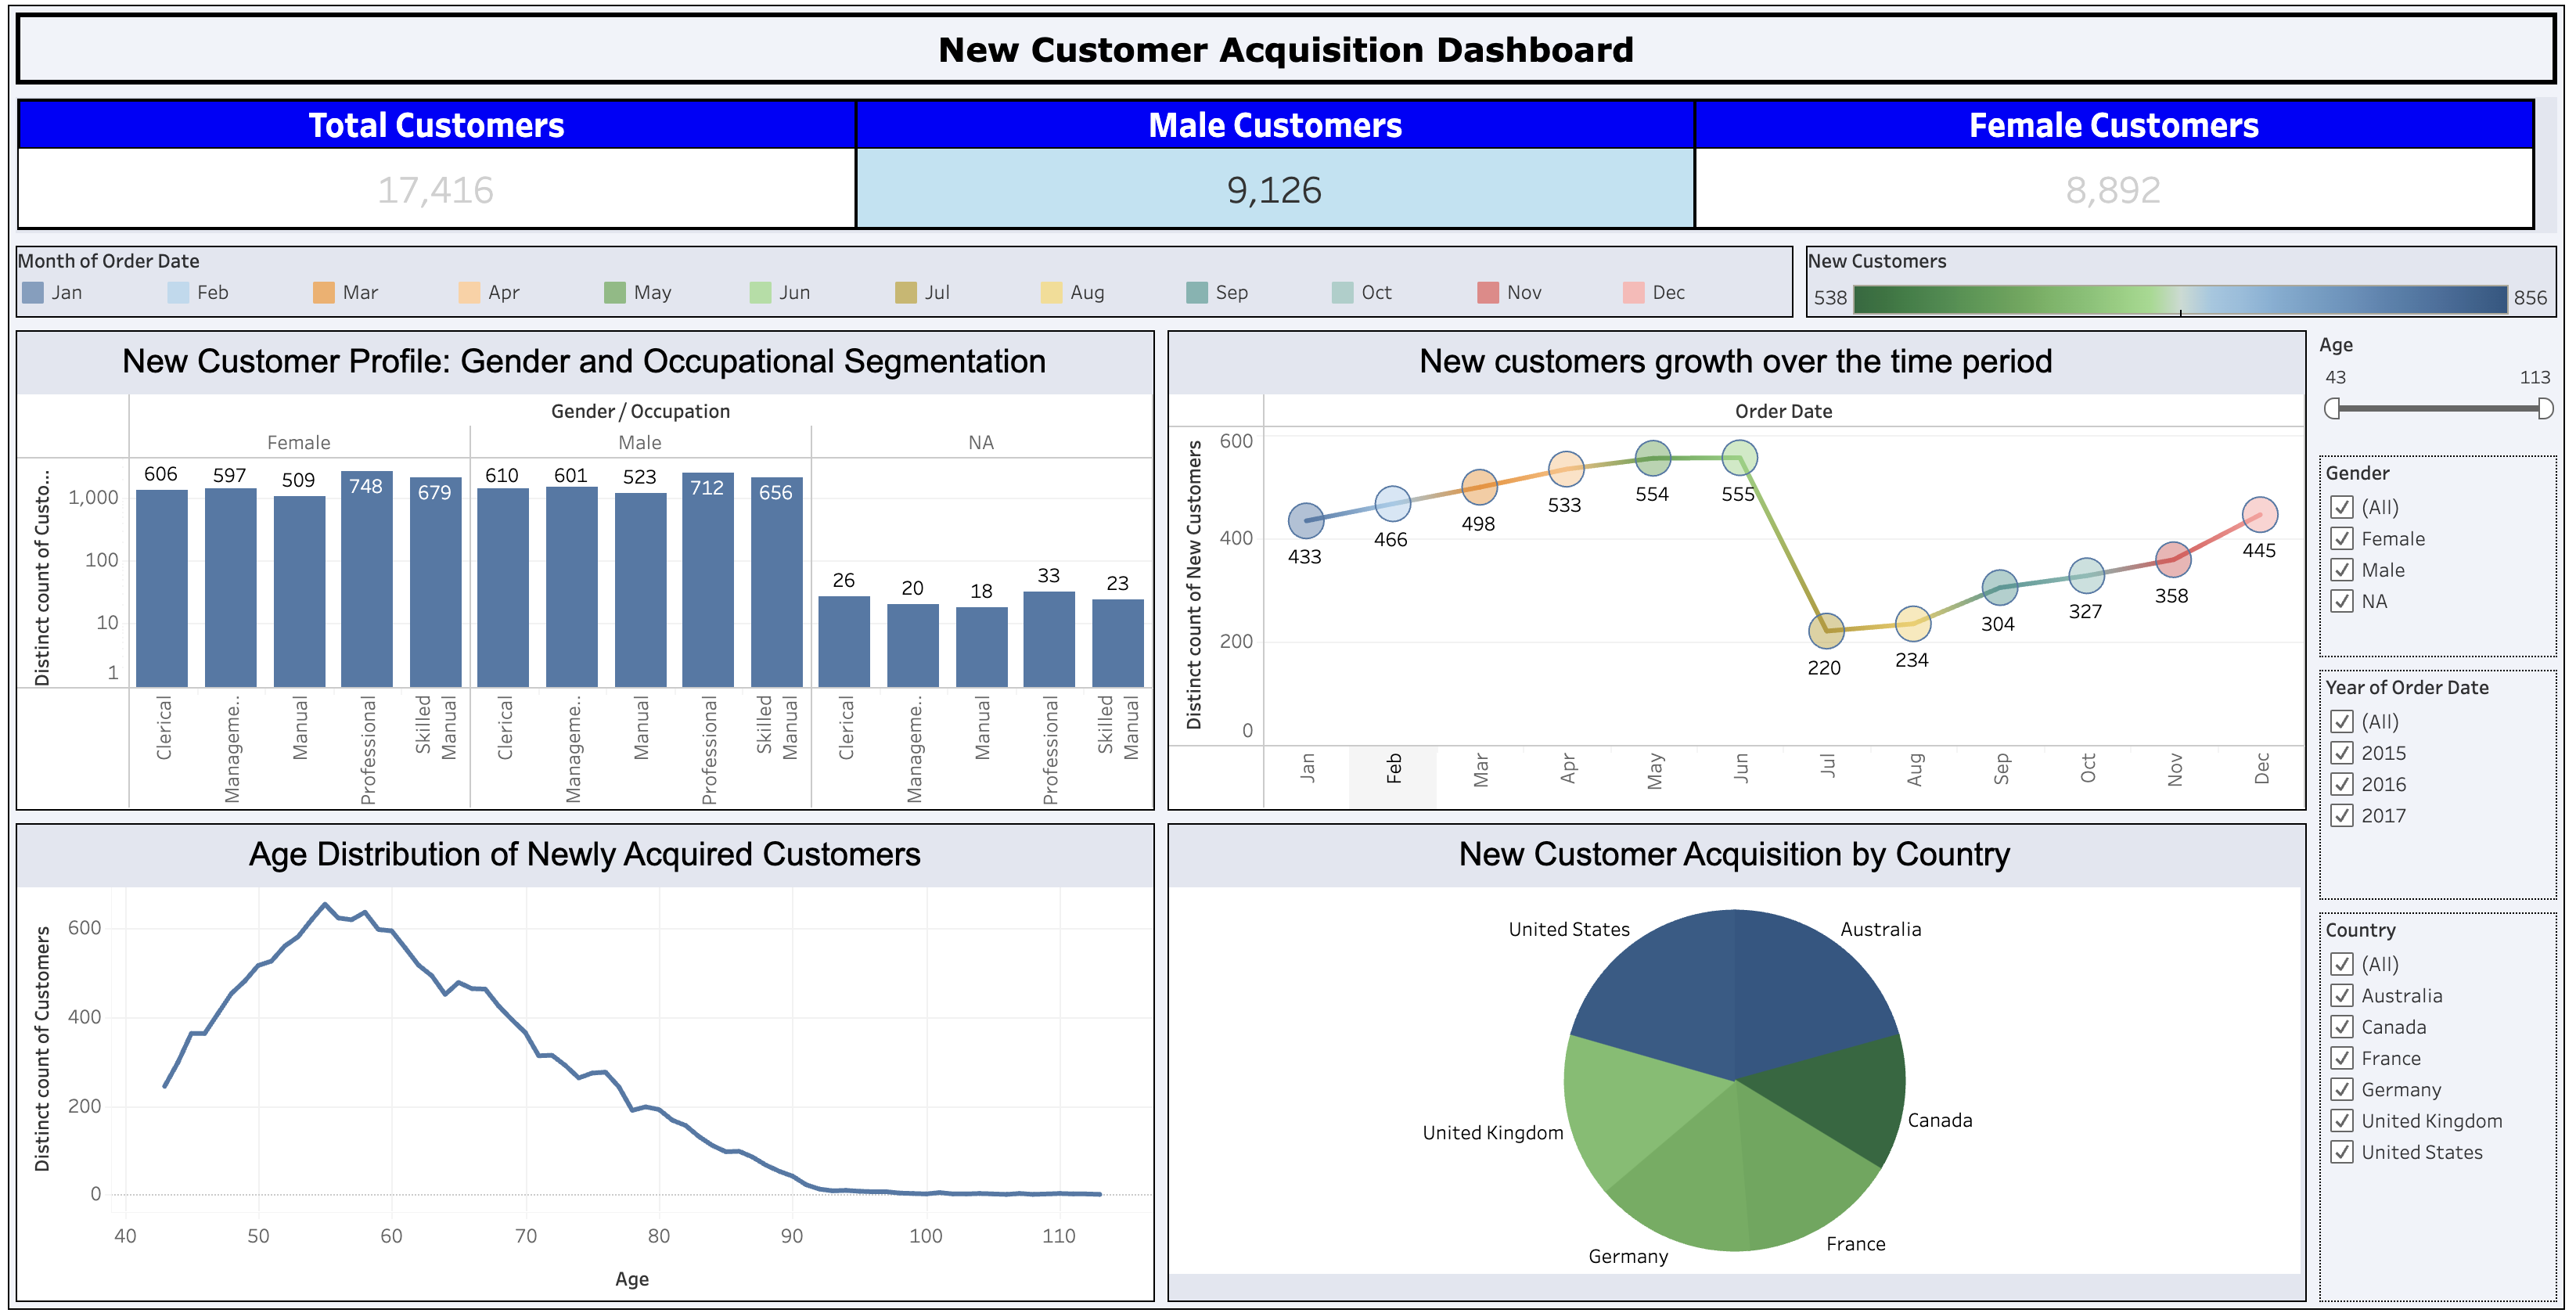 New Customer Acquisition Dashboard
Total Customers Male Customers Female Customers
17,416 9,126 8,892
Month of Order Date
Jan Feb Mar Apr May Jun Jul Aug Sep Oct Nov Dec
New Customers
538 856
New Customer Profile: Gender and Occupational Segmentation
Gender / Occupation
Female Male NA
Distinct count of Custo...
1,000
100
10
1
606 597 509 748 679 610 601 523 712 656 26 20 18 33 23
Clerical
Manageme..
Manual
Professional
Skilled
Manual
Clerical
Manageme..
Manual
Professional
Skilled
Manual
Clerical
Manageme..
Manual
Professional
Skilled
Manual
New customers growth over the time period
Order Date
Distinct count of New Customers
600
400
200
0
433 466 498 533 554 555 220 234 304 327 358 445
Jan Feb Mar Apr May Jun Jul Aug Sep Oct Nov Dec
Age
43 113
Gender
(All)
Female
Male
NA
Year of Order Date
(All)
2015
2016
2017
Country
(All)
Australia
Canada
France
Germany
United Kingdom
United States
Age Distribution of Newly Acquired Customers
Distinct count of Customers
600
400
200
0
40 50 60 70 80 90 100 110
Age
New Customer Acquisition by Country
United States
Australia
Canada
United Kingdom
France
Germany